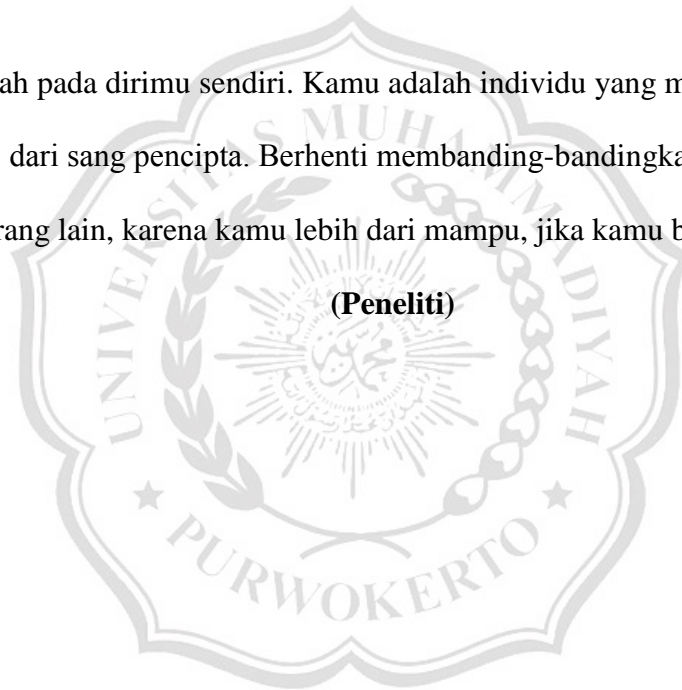 ah pada dirimu sendiri. Kamu adalah individu yang m
dari sang pencipta. Berhenti membanding-bandingka
rang lain, karena kamu lebih dari mampu, jika kamu b
(Peneliti)
UNIVERSITAS MUHAMMADIYAH
PURWOKERTO